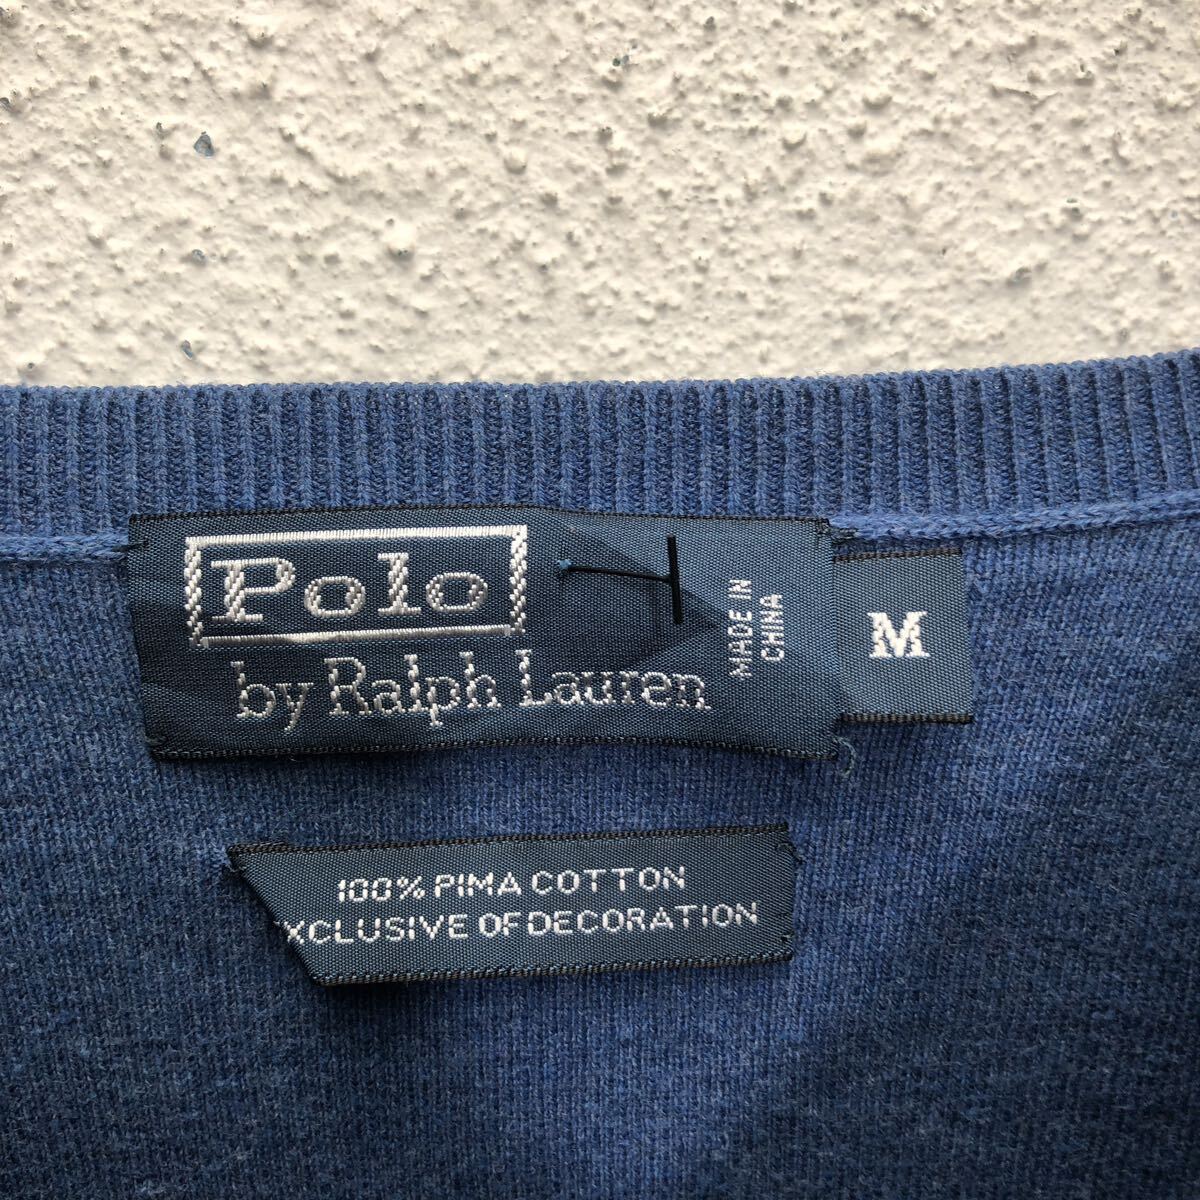 Polo
by Ralph Lauren
MADE IN
CHINA
M
100% PIMA COTTON
XCLUSIVE OF DECORATION